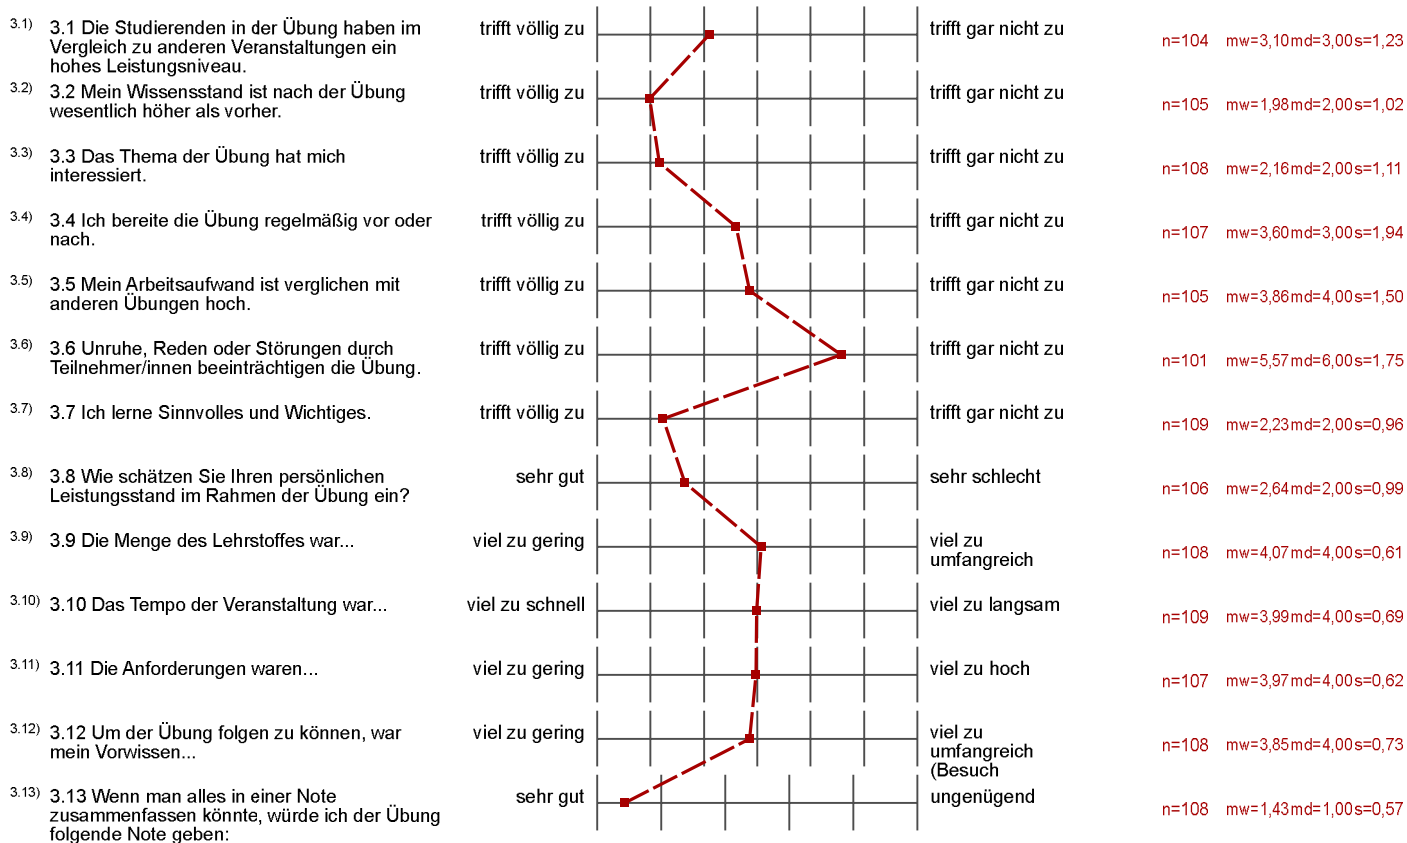 3.1) 3.1 Die Studierenden in der Übung haben im
Vergleich zu anderen Veranstaltungen ein
hohes Leistungsniveau.
trifft völlig zu
trifft gar nicht zu
n=104 mw=3,10 md=3,00 s=1,23
3.2) 3.2 Mein Wissensstand ist nach der Übung
wesentlich höher als vorher.
trifft völlig zu
trifft gar nicht zu
n=105 mw=1,98 md=2,00 s=1,02
3.3) 3.3 Das Thema der Übung hat mich
interessiert.
trifft völlig zu
trifft gar nicht zu
n=108 mw=2,16 md=2,00 s=1,11
3.4) 3.4 Ich bereite die Übung regelmäßig vor oder
nach.
trifft völlig zu
trifft gar nicht zu
n=107 mw=3,60 md=3,00 s=1,94
3.5) 3.5 Mein Arbeitsaufwand ist verglichen mit
anderen Übungen hoch.
trifft völlig zu
trifft gar nicht zu
n=105 mw=3,86 md=4,00 s=1,50
3.6) 3.6 Unruhe, Reden oder Störungen durch
Teilnehmer/innen beeinträchtigen die Übung.
trifft völlig zu
trifft gar nicht zu
n=101 mw=5,57 md=6,00 s=1,75
3.7) 3.7 Ich lerne Sinnvolles und Wichtiges.
trifft völlig zu
trifft gar nicht zu
n=109 mw=2,23 md=2,00 s=0,96
3.8) 3.8 Wie schätzen Sie Ihren persönlichen
Leistungsstand im Rahmen der Übung ein?
sehr gut
sehr schlecht
n=106 mw=2,64 md=2,00 s=0,99
3.9) 3.9 Die Menge des Lehrstoffes war...
viel zu gering
viel zu
umfangreich
n=108 mw=4,07 md=4,00 s=0,61
3.10) 3.10 Das Tempo der Veranstaltung war...
viel zu schnell
viel zu langsam
n=109 mw=3,99 md=4,00 s=0,69
3.11) 3.11 Die Anforderungen waren...
viel zu gering
viel zu hoch
n=107 mw=3,97 md=4,00 s=0,62
3.12) 3.12 Um der Übung folgen zu können, war
mein Vorwissen...
viel zu gering
viel zu
umfangreich
(Besuch
n=108 mw=3,85 md=4,00 s=0,73
3.13) 3.13 Wenn man alles in einer Note
zusammenfassen könnte, würde ich der Übung
folgende Note geben:
sehr gut
ungenügend
n=108 mw=1,43 md=1,00 s=0,57